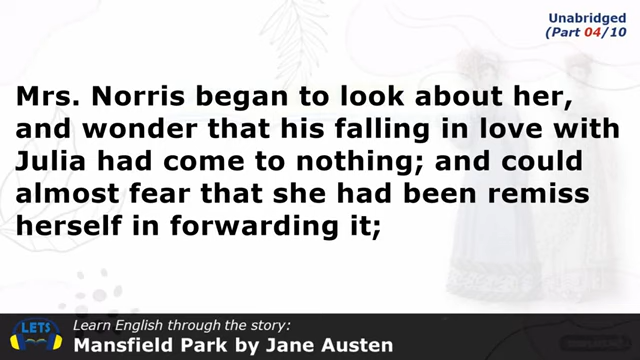 Unabridged
(Part 04/10
Mrs. Norris began to look about her,
and wonder that his falling in love with
Julia had come to nothing; and could
almost fear that she had been remiss
herself in forwarding it;
LETS
Learn English through the story:
Mansfield Park by Jane Austen